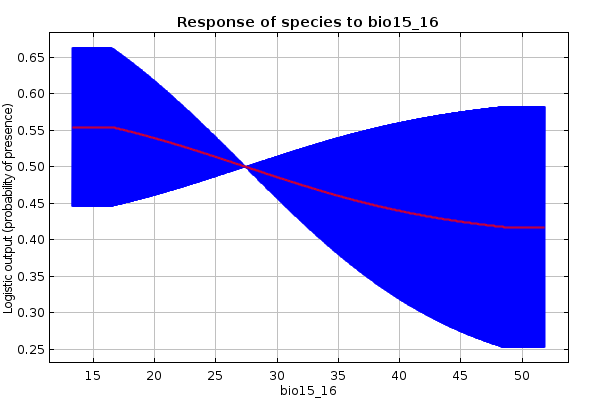 Response of species to bio15_16
Logistic output (probability of presence)
0.65
0.60
0.55
0.50
0.45
0.40
0.35
0.30
0.25
15 20 25 30 35 40 45 50
bio15_16